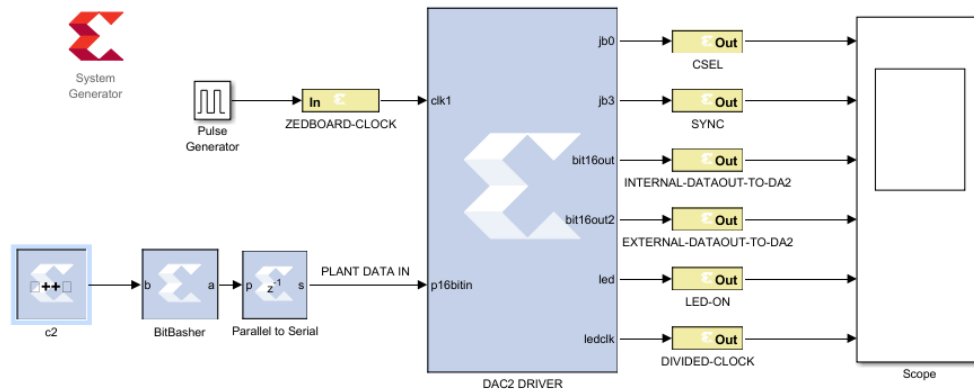 System
Generator
Pulse
Generator
In
ZEDBOARD-CLOCK
clk1
jb0
Out
CSEL
jb3
Out
SYNC
bit16out
Out
INTERNAL-DATAOUT-TO-DA2
bit16out2
Out
EXTERNAL-DATAOUT-TO-DA2
++
c2
b
a
BitBasher
p
z-1
s
Parallel to Serial
PLANT DATA IN
p16bitin
led
Out
LED-ON
ledclk
Out
DIVIDED-CLOCK
DAC2 DRIVER
Scope